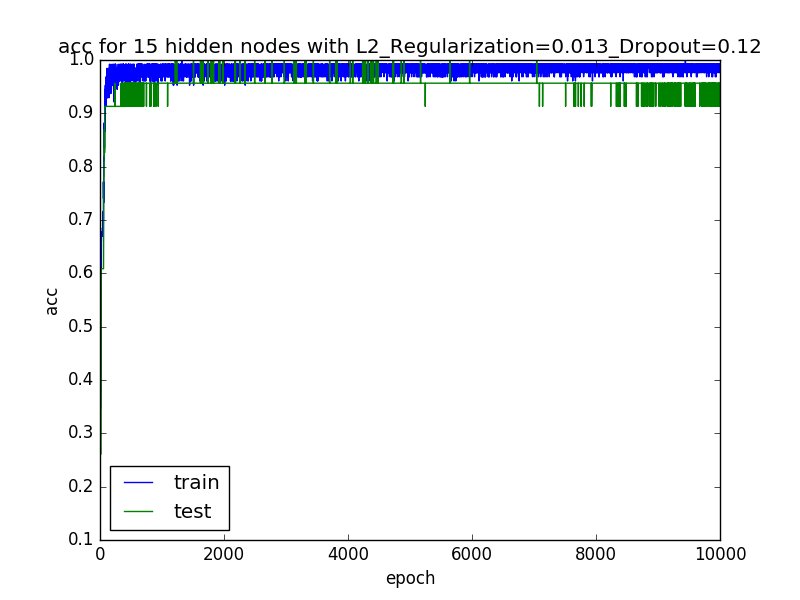 acc for 15 hidden nodes with L2_Regularization=0.013_Dropout=0.12
1.0
0.9
0.8
0.7
0.6
0.5
0.4
0.3
0.2
0.1
acc
train
test
0 2000 4000 6000 8000 10000
epoch